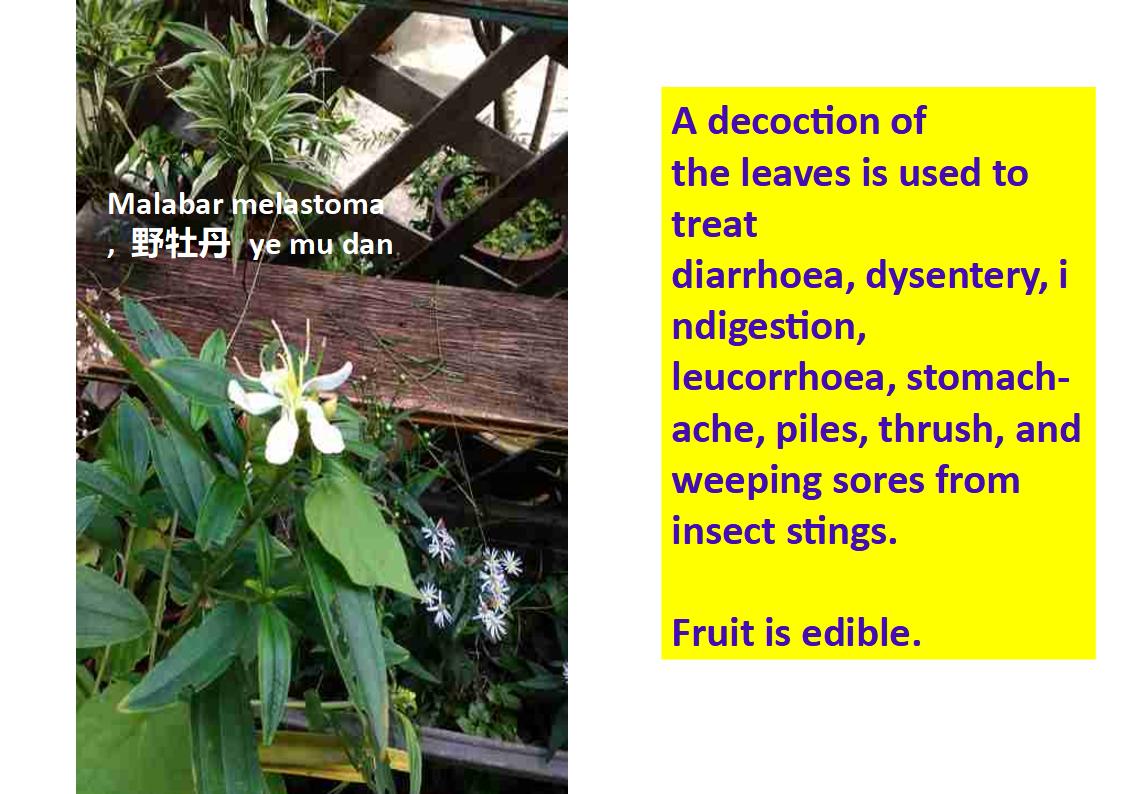 Malabar melastoma
, 野牡丹 ye mu dan
A decoction of
the leaves is used to
treat
diarrhoea, dysentery, i
ndigestion,
leucorrhoea, stomach-
ache, piles, thrush, and
weeping sores from
insect stings.
Fruit is edible.